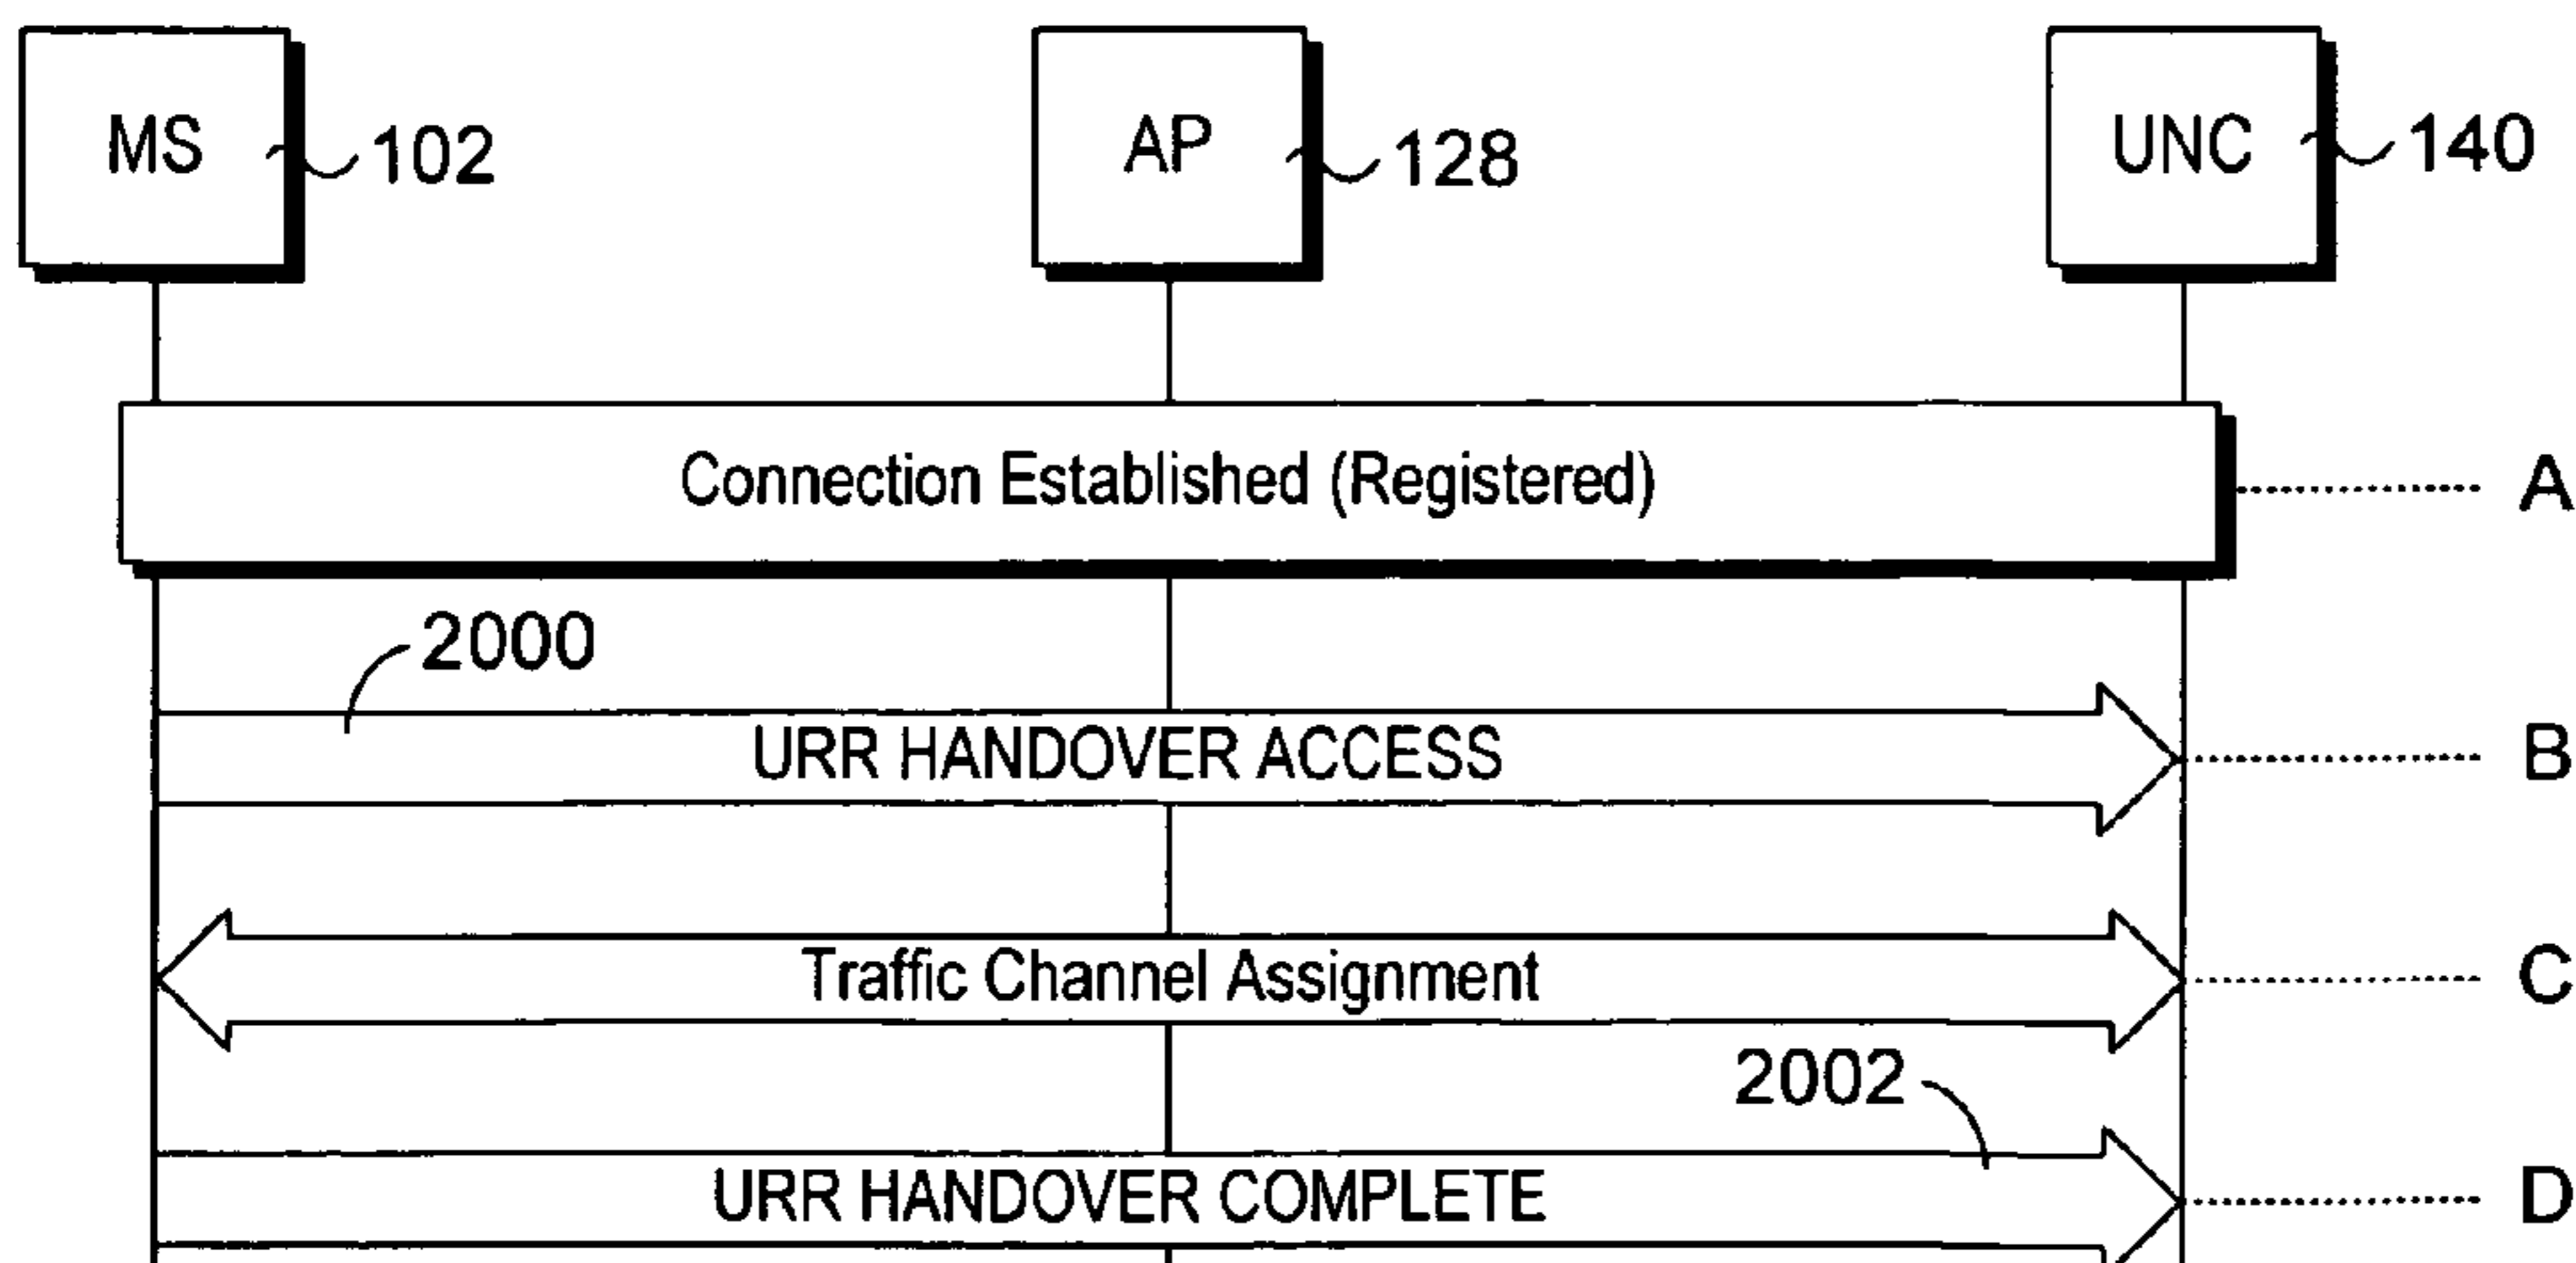 MS
102
AP
128
UNC
140
Connection Established (Registered)
A
2000
URR HANDOVER ACCESS
B
Traffic Channel Assignment
C
2002
URR HANDOVER COMPLETE
D